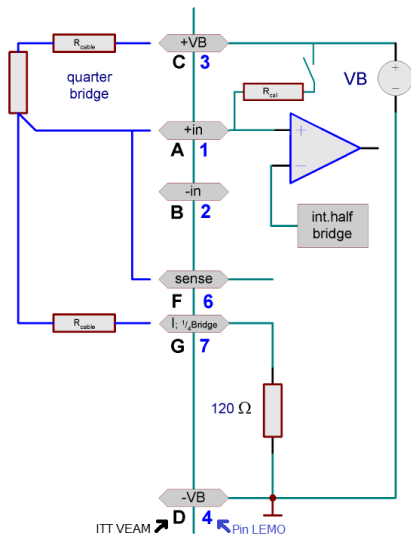 Rcable
+VB
C 3
quarter
bridge
VB
Rcal
+in
A 1
-in
B 2
int.half
bridge
sense
F 6
Rcable
I; 1/4Bridge
G 7
120 Ω
-VB
ITT VEAM D 4 Pin LEMO